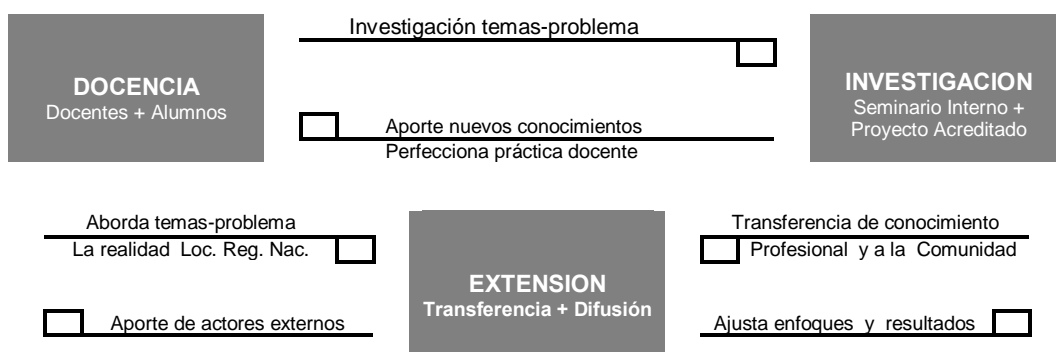 Investigación temas-problema
DOCENCIA
Docentes + Alumnos
INVESTIGACION
Seminario Interno +
Proyecto Acreditado
Aporte nuevos conocimientos
Perfecciona práctica docente
Aborda temas-problema
La realidad Loc. Reg. Nac.
EXTENSION
Transferencia + Difusión
Transferencia de conocimiento
Profesional y a la Comunidad
Aporte de actores externos
Ajusta enfoques y resultados